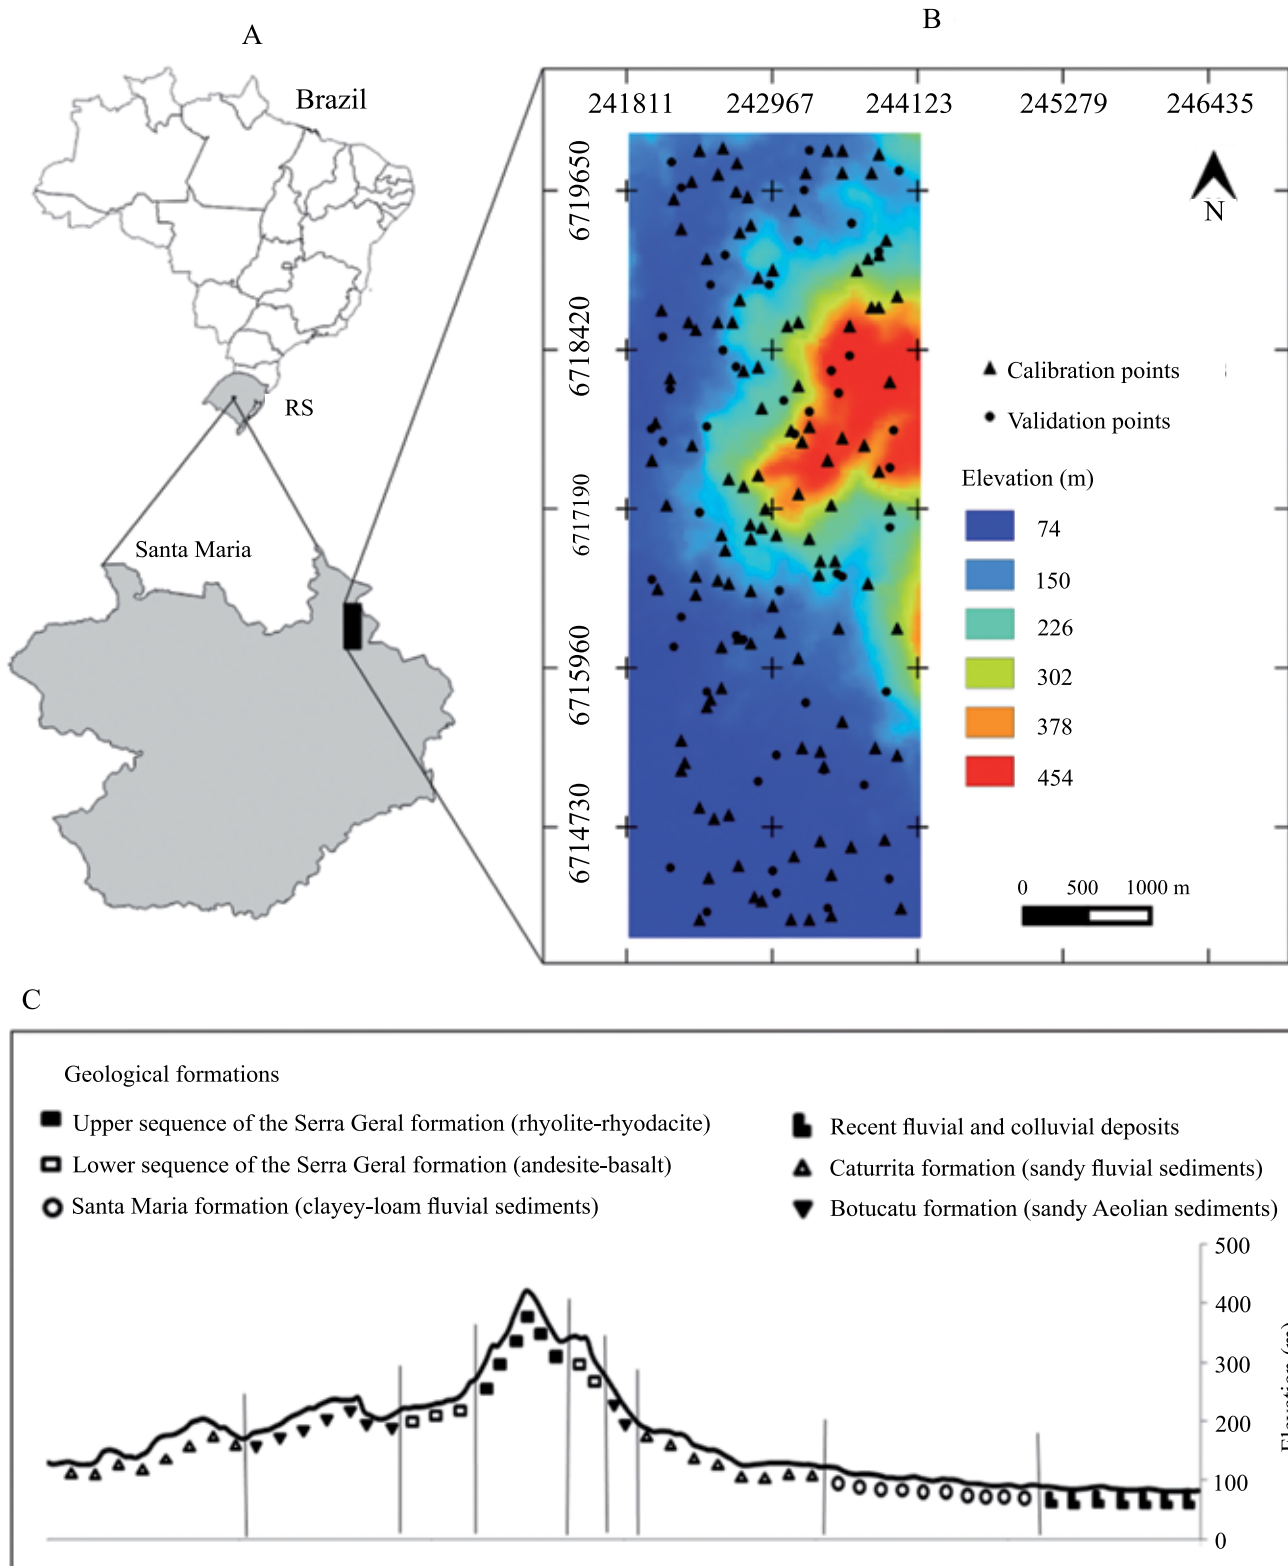 A
B
Brazil
RS
Santa Maria
241811 242967 244123 245279 246435
6719650
6718420
6717190
6715960
6714730
N
Calibration points
Validation points
Elevation (m)
74
150
226
302
378
454
0 500 1000 m
C
Geological formations
Upper sequence of the Serra Geral formation (rhyolite-rhyodacite)
Lower sequence of the Serra Geral formation (andesite-basalt)
Santa Maria formation (clayey-loam fluvial sediments)
Recent fluvial and colluvial deposits
Caturrita formation (sandy fluvial sediments)
Botucatu formation (sandy Aeolian sediments)
500
400
300
200
100
0
Elevation (m)